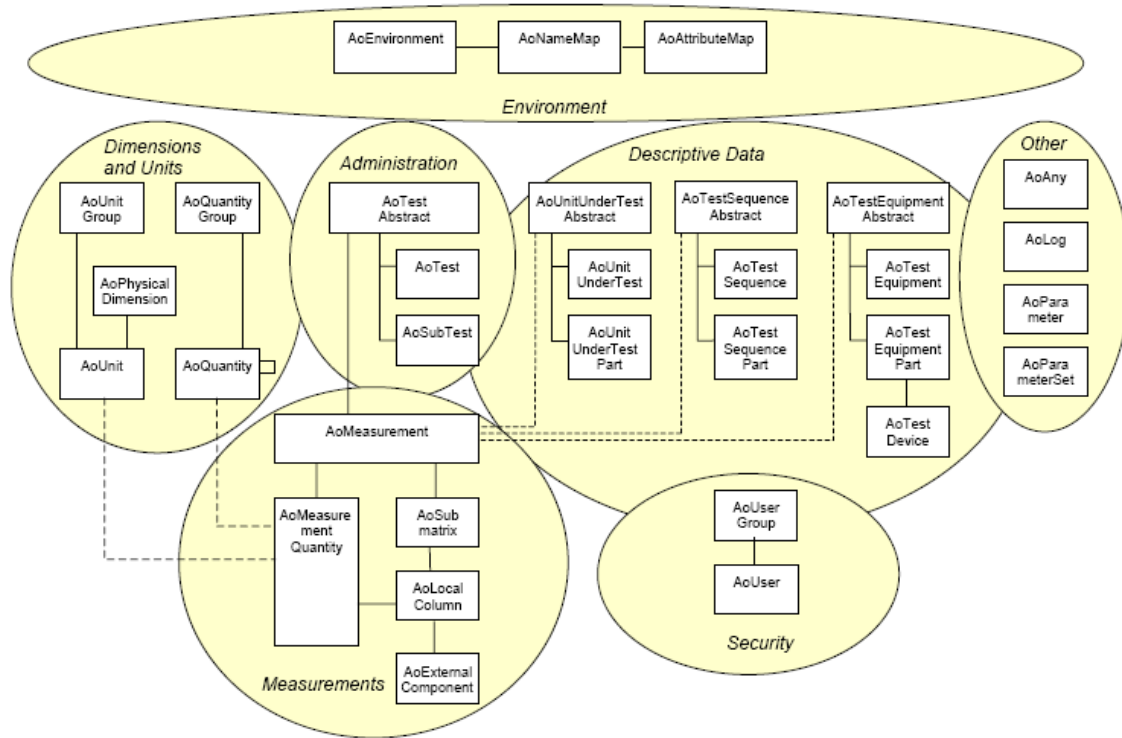 AoEnvironment
AoNameMap
AoAttributeMap
Environment
Dimensions
and Units
AoUnit
Group
AoQuantity
Group
AoPhysical
Dimension
AoUnit
AoQuantity
Administration
AoTest
Abstract
AoTest
AoSubTest
Descriptive Data
AoUnitUnderTest
Abstract
AoUnit
UnderTest
AoUnit
UnderTest
Part
AoTestSequence
Abstract
AoTest
Sequence
AoTest
Sequence
Part
AoTestEquipment
Abstract
AoTest
Equipment
AoTest
Equipment
Part
AoTest
Device
Other
AoAny
AoLog
AoPara
meter
AoPara
meterSet
AoMeasurement
AoMeasure
ment
Quantity
AoSub
matrix
AoLocal
Column
AoExternal
Component
Measurements
AoUser
Group
AoUser
Security